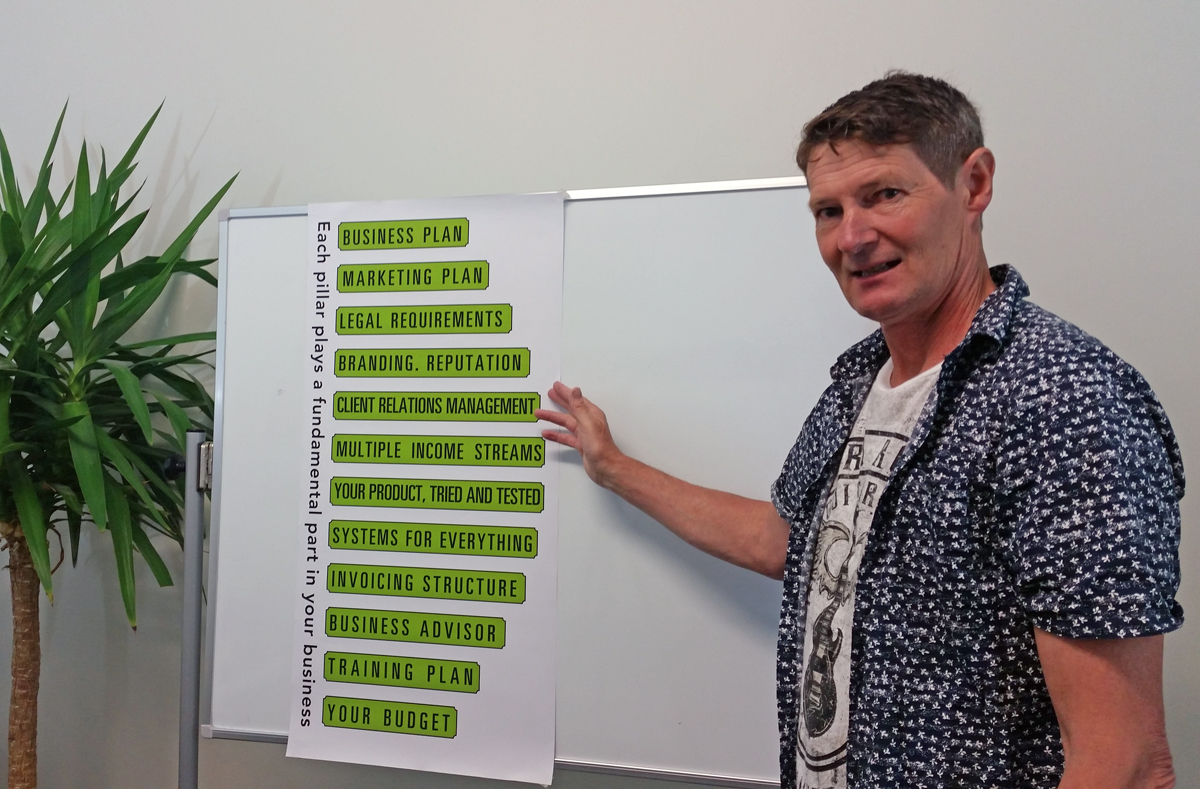 Each pillar plays a fundamental part in your business
BUSINESS PLAN
MARKETING PLAN
LEGAL REQUIREMENTS
BRANDING. REPUTATION
CLIENT RELATIONS MANAGEMENT
MULTIPLE INCOME STREAMS
YOUR PRODUCT, TRIED AND TESTED
SYSTEMS FOR EVERYTHING
INVOICING STRUCTURE
BUSINESS ADVISOR
TRAINING PLAN
YOUR BUDGET